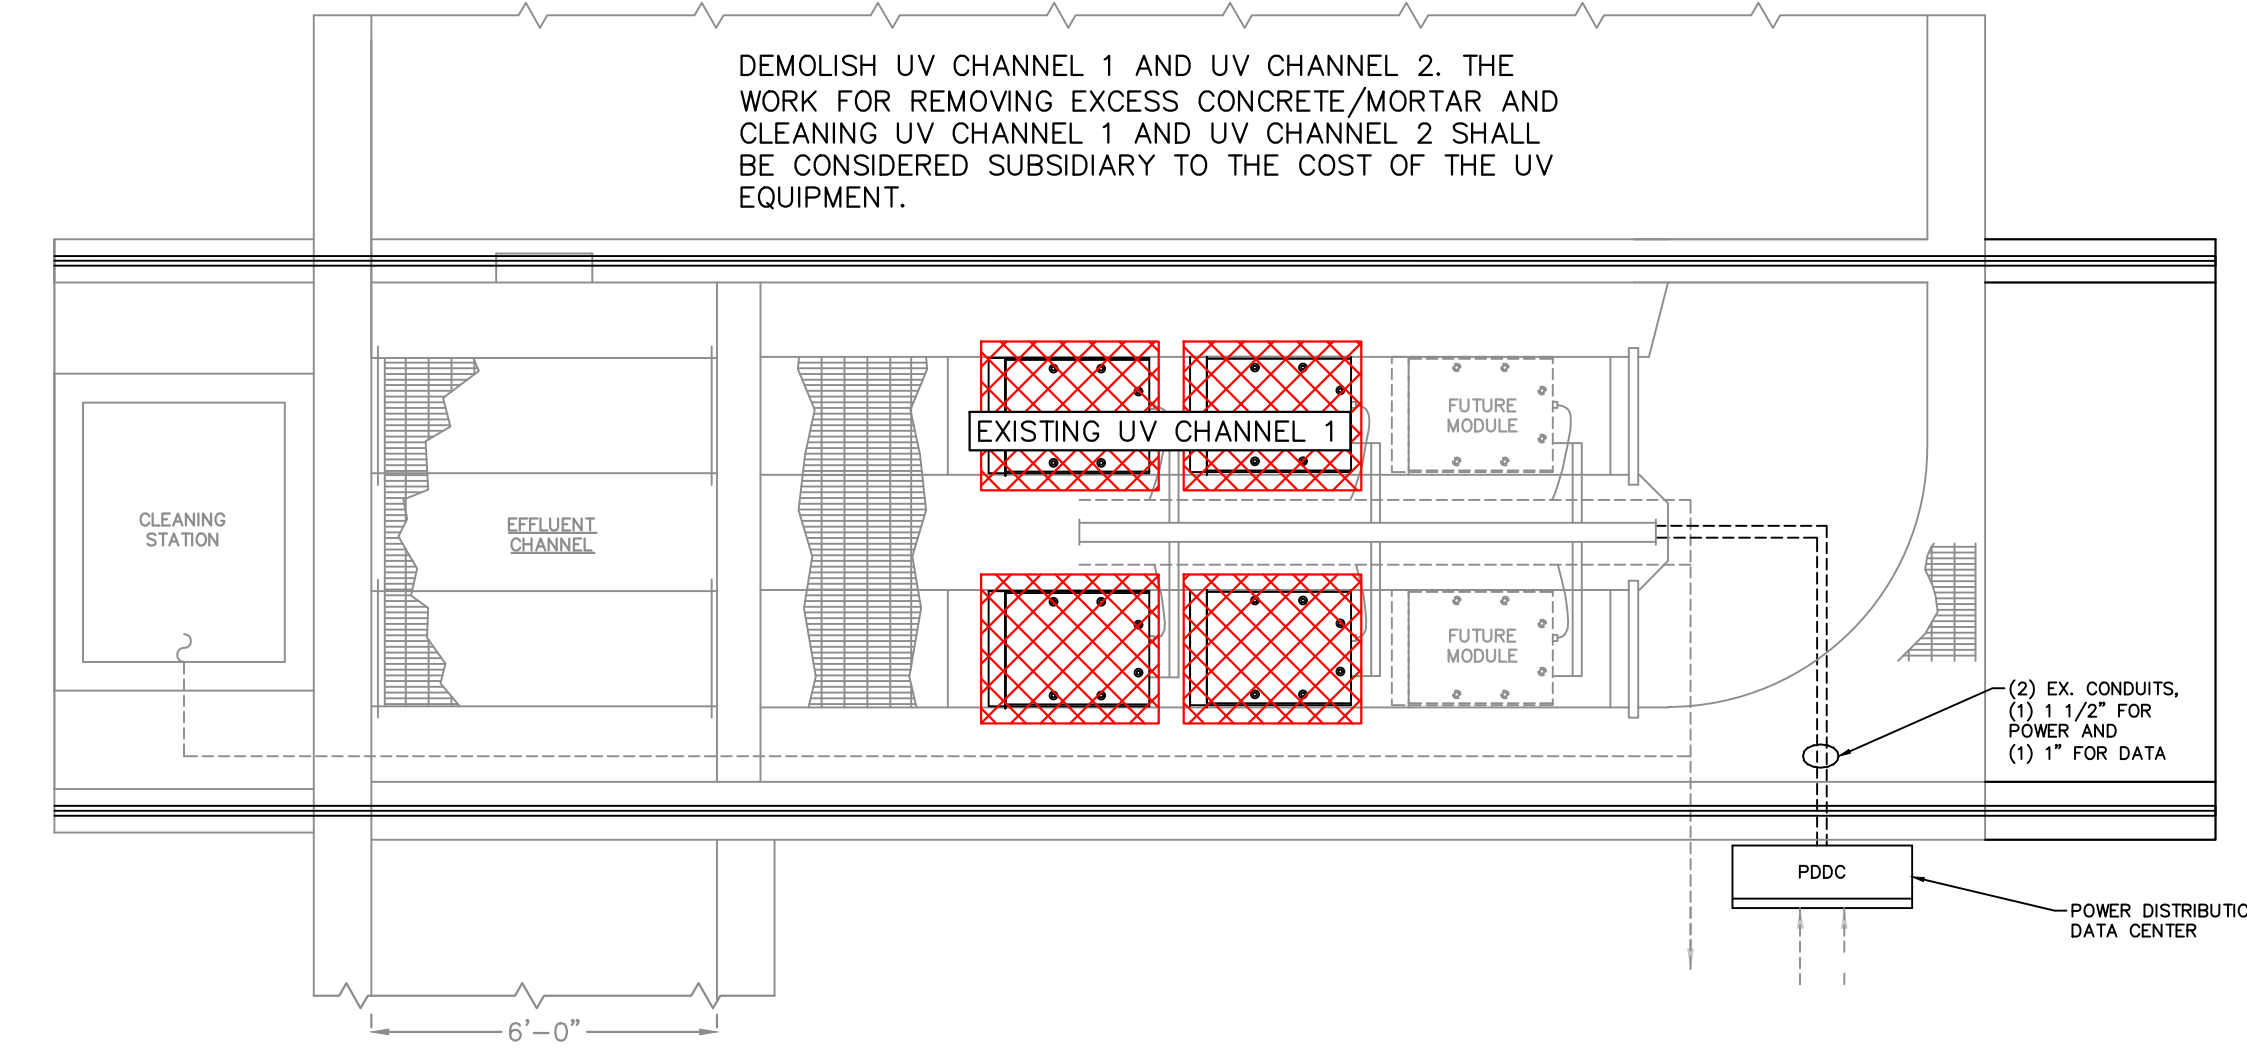 DEMOLISH UV CHANNEL 1 AND UV CHANNEL 2. THE
WORK FOR REMOVING EXCESS CONCRETE/MORTAR AND
CLEANING UV CHANNEL 1 AND UV CHANNEL 2 SHALL
BE CONSIDERED SUBSIDIARY TO THE COST OF THE UV
EQUIPMENT.
EXISTING UV CHANNEL 1
FUTURE
MODULE
CLEANING
STATION
EFFLUENT
CHANNEL
FUTURE
MODULE
(2) EX. CONDUITS,
(1) 1 1/2" FOR
POWER AND
(1) 1" FOR DATA
PDDC
POWER DISTRIBUTIO
DATA CENTER
6'-0"